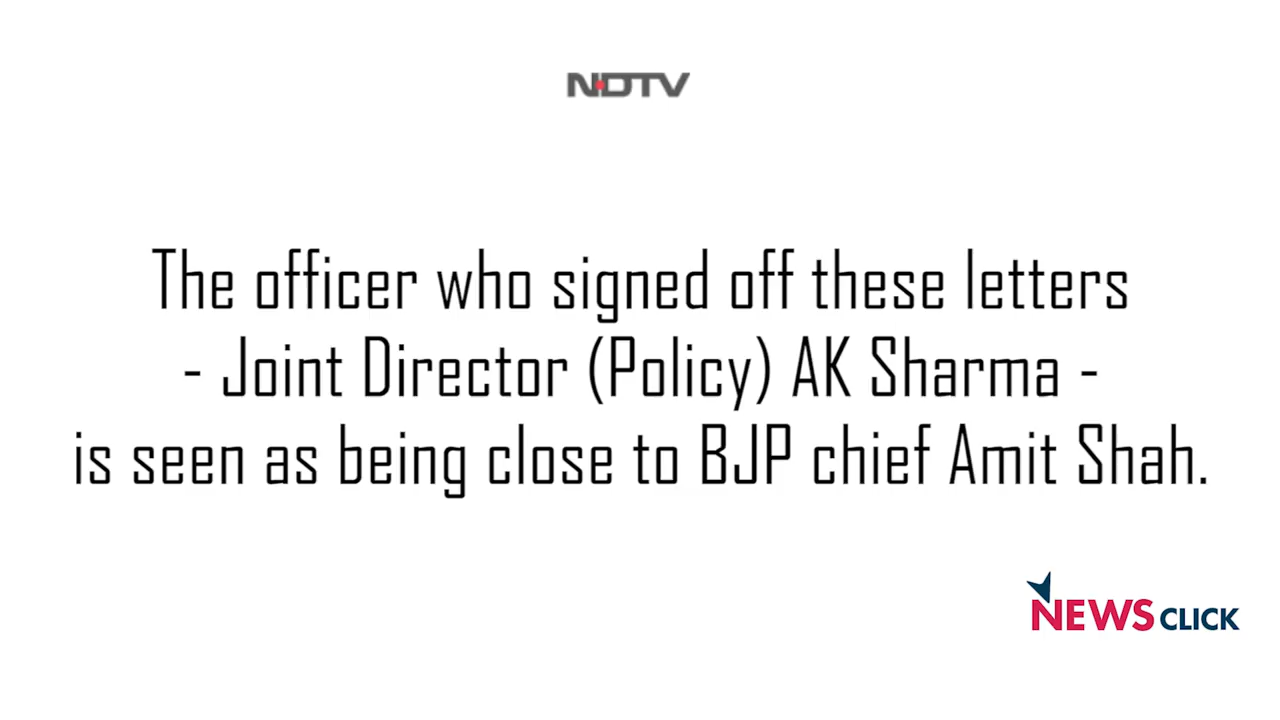 NDTV
The officer who signed off these letters
- Joint Director (Policy) AK Sharma -
is seen as being close to BJP chief Amit Shah.
NEWS CLICK